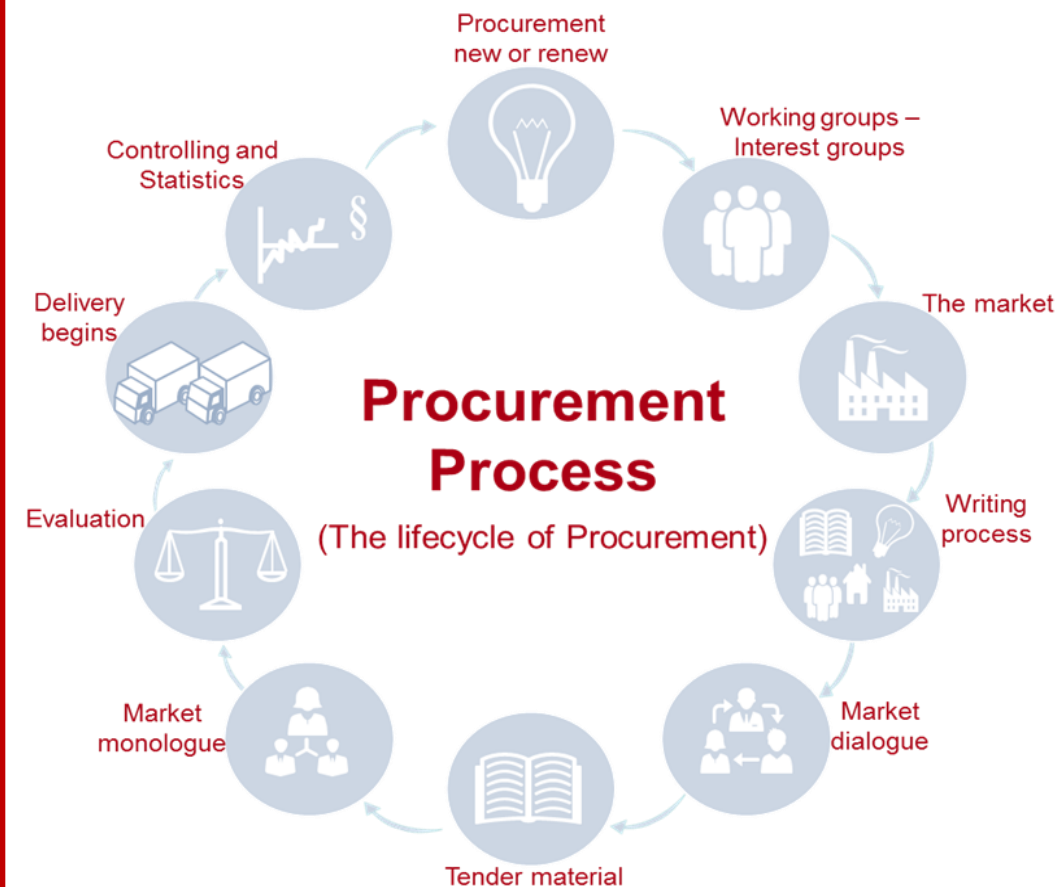 Procurement
new or renew
Working groups –
Interest groups
The market
Writing
process
Market
dialogue
Tender material
Market
monologue
Evaluation
Delivery
begins
Controlling and
Statistics
§
Procurement
Process
(The lifecycle of Procurement)